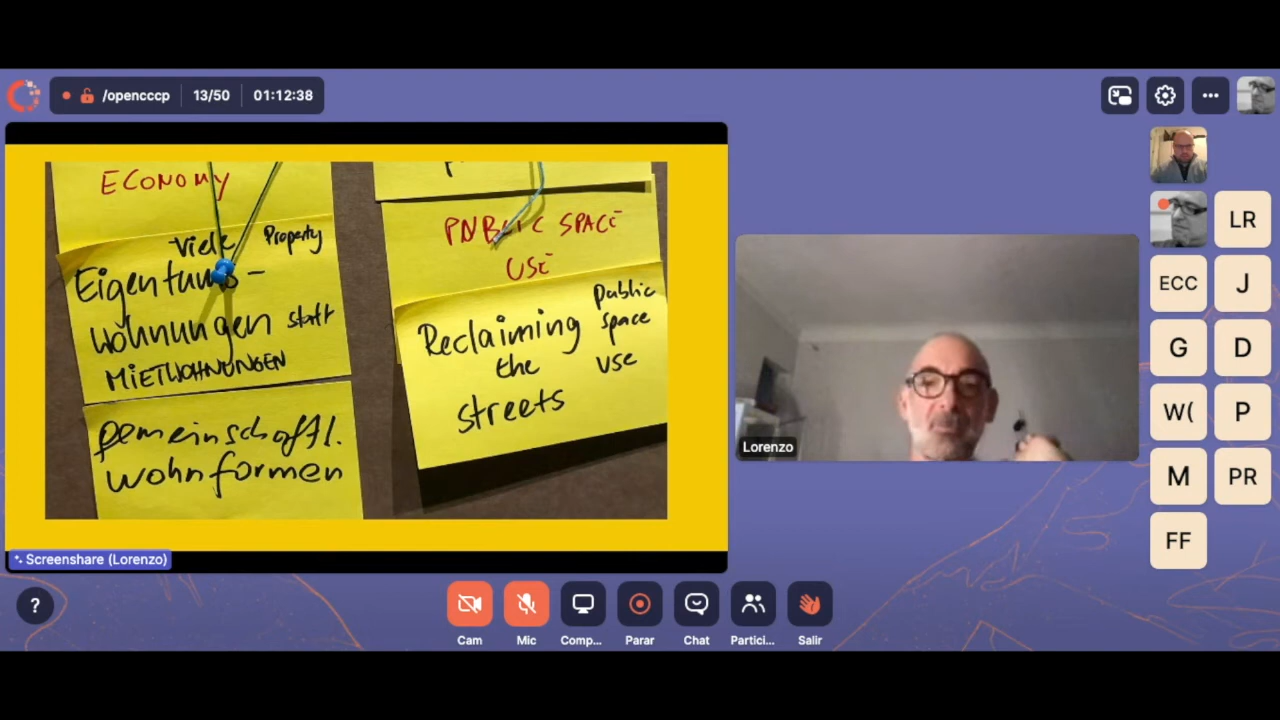 /opencccp
13/50
01:12:38
ECONOMY
Viele Property
Eigentums-
wohnungen statt
MIETWOHNUNGEN
gemeinschaftl.
wohnformen
PUBLIC SPACE
USE
Reclaiming
the
streets
public
space
use
Screenshare (Lorenzo)
Lorenzo
LR
ECC
J
G
D
W(
P
M
PR
FF
?
Cam
Mic
Comp...
Parar
Chat
Partici...
Salir